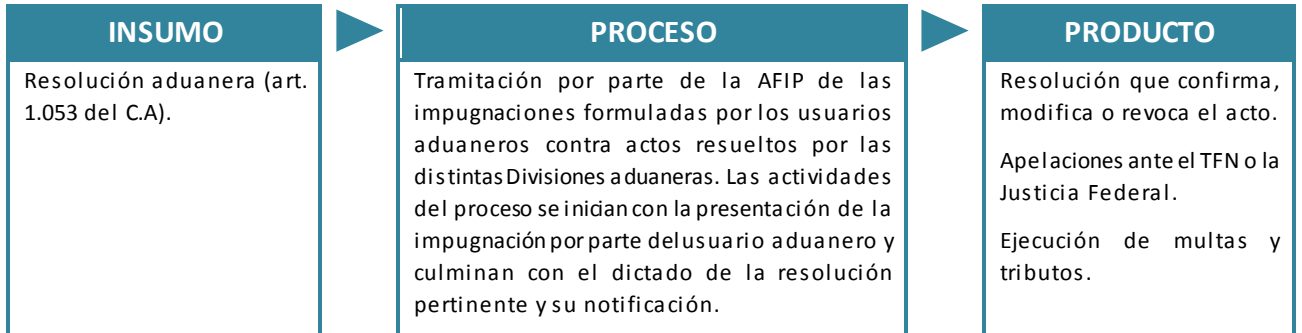 INSUMO
Resolución aduanera (art.
1.053 del C.A).
PROCESO
Tramitación por parte de la AFIP de las
impugnaciones formuladas por los usuarios
aduaneros contra actos resueltos por las
distintas Divisiones aduaneras. Las actividades
del proceso se inician con la presentación de la
impugnación por parte del usuario aduanero y
culminan con el dictado de la resolución
pertinente y su notificación.
PRODUCTO
Resolución que confirma,
modifica o revoca el acto.
Apelaciones ante el TFN o la
Justicia Federal.
Ejecución de multas y
tributos.